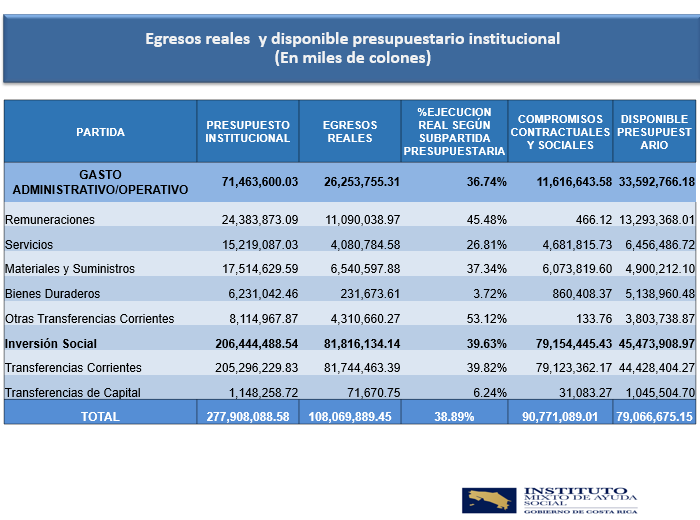 Egresos reales  y disponible presupuestario institucional
(En miles de colones)
PARTIDA PRESUPUESTO INSTITUCIONAL EGRESOS REALES %EJECUCION REAL SEGÚN SUBPARTIDA PRESUPUESTARIA COMPROMISOS CONTRACTUALES Y SOCIALES DISPONIBLE PRESUPUEST ARIO
GASTO ADMINISTRATIVO/OPERATIVO 71,463,600.03 26,253,755.31 36.74% 11,616,643.58 33,592,766.18
Remuneraciones 24,383,873.09 11,090,038.97 45.48% 466.12 13,293,368.01
Servicios 15,219,087.03 4,080,784.58 26.81% 4,681,815.73 6,456,486.72
Materiales y Suministros 17,514,629.59 6,540,597.88 37.34% 6,073,819.60 4,900,212.10
Bienes Duraderos 6,231,042.46 231,673.61 3.72% 860,408.37 5,138,960.48
Otras Transferencias Corrientes 8,114,967.87 4,310,660.27 53.12% 133.76 3,803,738.87
Inversión Social 206,444,488.54 81,816,134.14 39.63% 79,154,445.43 45,473,908.97
Transferencias Corrientes 205,296,229.83 81,744,463.39 39.82% 79,123,362.17 44,428,404.27
Transferencias de Capital 1,148,258.72 71,670.75 6.24% 31,083.27 1,045,504.70
TOTAL 277,908,088.58 108,069,889.45 38.89% 90,771,089.01 79,066,675.15
INSTITUTO
MIXTO DE AYUDA
SOCIAL
GOBIERNO DE COSTA RICA